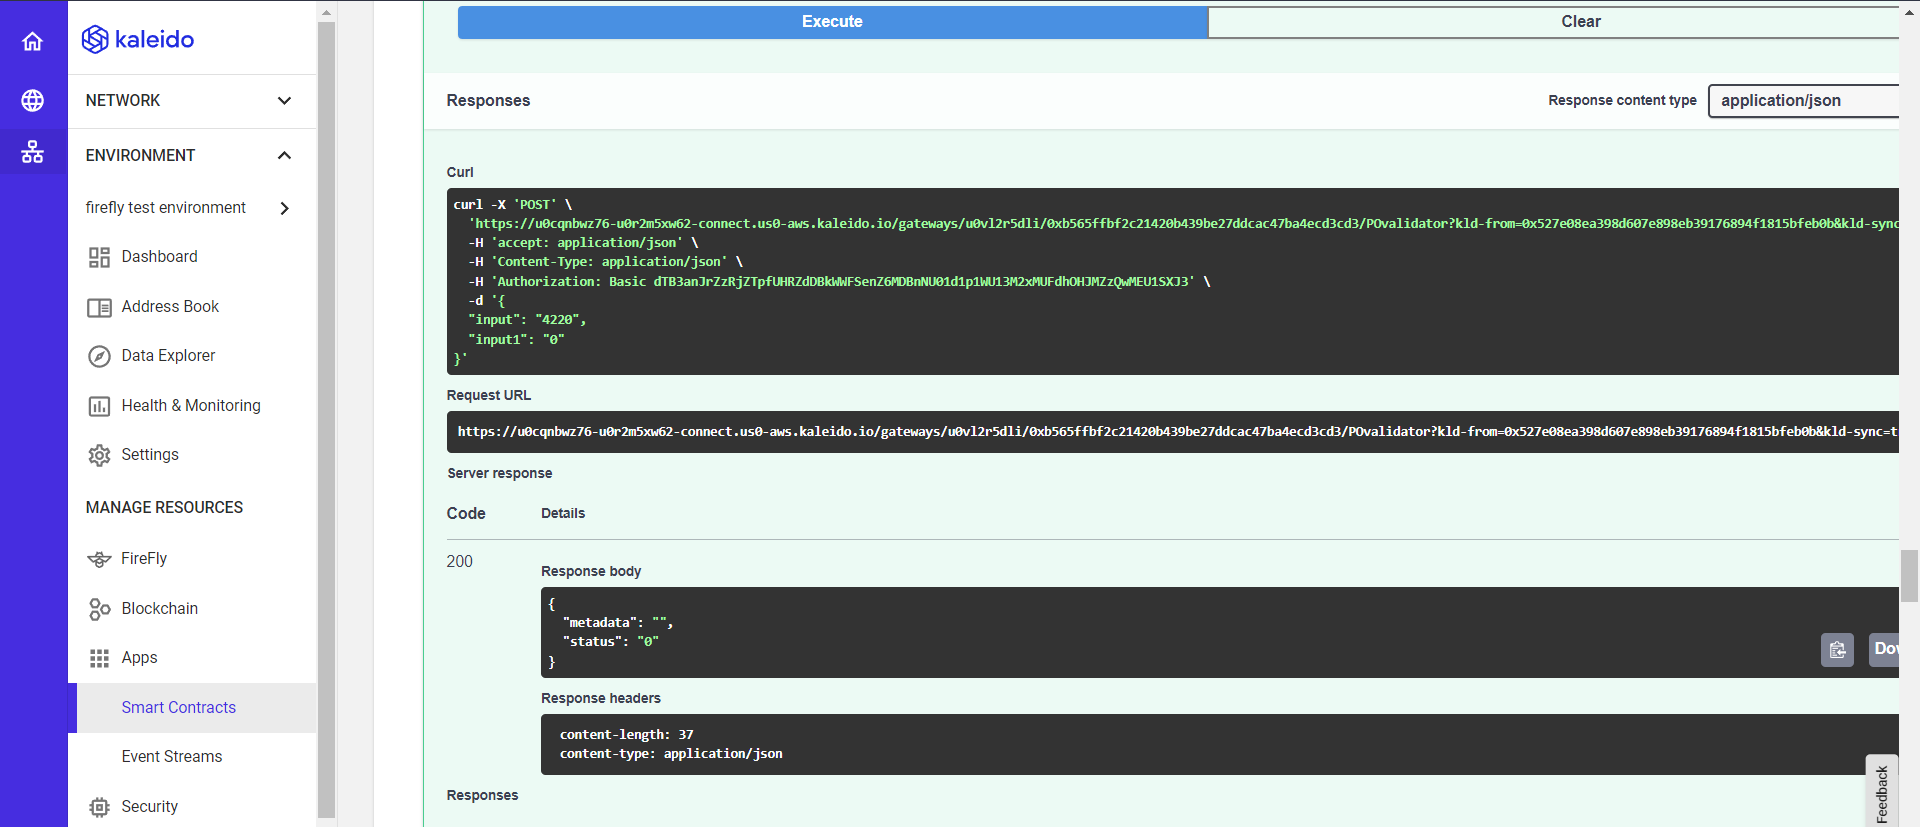 kaleido
NETWORK
ENVIRONMENT
firefly test environment
Dashboard
Address Book
Data Explorer
Health & Monitoring
Settings
MANAGE RESOURCES
FireFly
Blockchain
Apps
Smart Contracts
Event Streams
Security
Execute
Clear
Responses
Response content type
application/json
Curl
curl -X 'POST' \
'https://u0cqnbwz76-u0r2m5xw62-connect.us0-aws.kaleido.io/gateways/u0vl2r5dli/0xb565ffbf2c21420b439be27ddcac47ba4ecd3cd3/POvalidator?kld-from=0x527e08ea398d607e898eb39176894f1815bfeb0b&kld-sync
-H 'accept: application/json' \
-H 'Content-Type: application/json' \
-H 'Authorization: Basic dTB3anJrZzRjZTpfUHRZdDBkWWFSenZ6MDBnNU01d1p1WU13M2xMUFdhOHJMZzQwMEU1SXJ3' \
-d '{
"input": "4220",
"input1": "0"
}'
Request URL
https://u0cqnbwz76-u0r2m5xw62-connect.us0-aws.kaleido.io/gateways/u0vl2r5dli/0xb565ffbf2c21420b439be27ddcac47ba4ecd3cd3/POvalidator?kld-from=0x527e08ea398d607e898eb39176894f1815bfeb0b&kld-sync=t
Server response
Code
Details
200
Response body
{
"metadata": "",
"status": "0"
}
Dow
Response headers
content-length: 37
content-type: application/json
Responses
Feedback